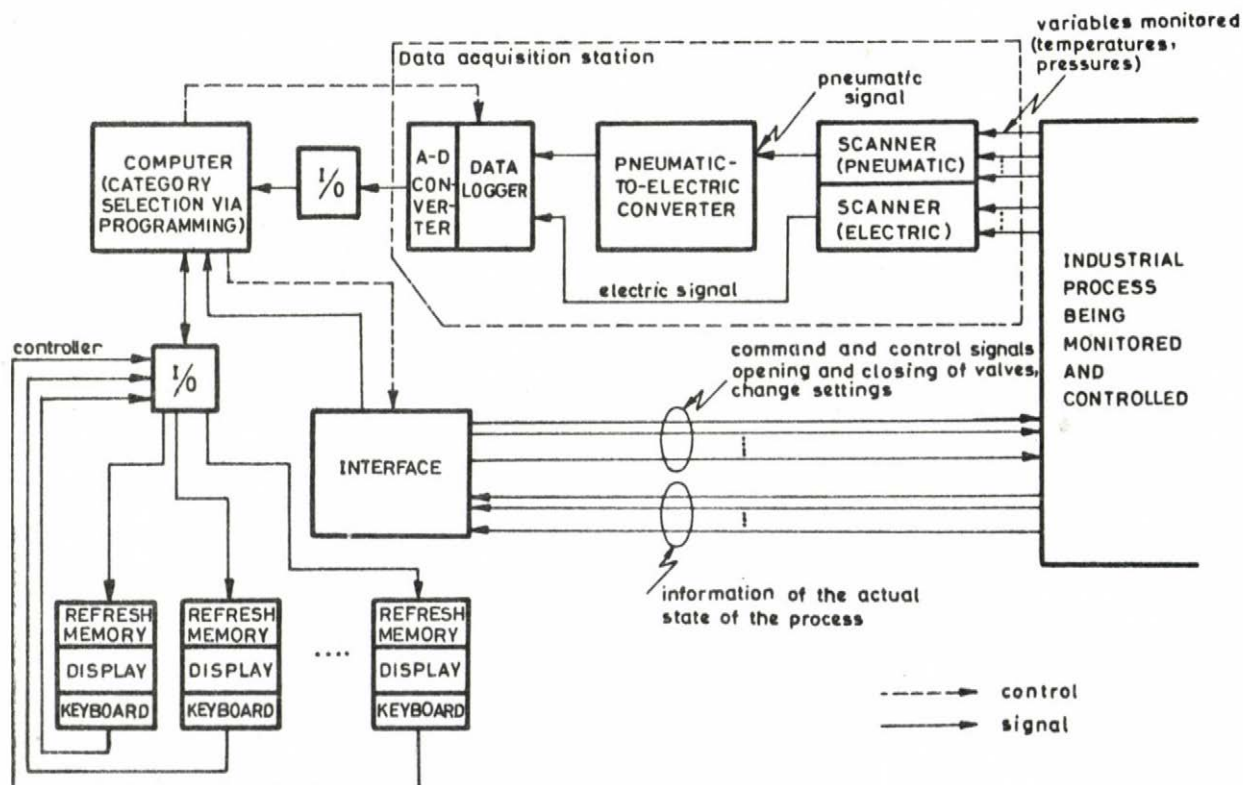 variables monitored
(temperatures,
pressures)
Data acquisition station
pneumatic
signal
COMPUTER
(CATEGORY
SELECTION VIA
PROGRAMMING)
I/O
A-D
CON-
VER-
TER
DATA
LOGGER
PNEUMATIC-
TO-ELECTRIC
CONVERTER
SCANNER
(PNEUMATIC)
SCANNER
(ELECTRIC)
electric signal
INDUSTRIAL
PROCESS
BEING
MONITORED
AND
CONTROLLED
controller
I/O
command and control signals
opening and closing of valves,
change settings
INTERFACE
information of the actual
state of the process
REFRESH
MEMORY
DISPLAY
KEYBOARD
REFRESH
MEMORY
DISPLAY
KEYBOARD
....
REFRESH
MEMORY
DISPLAY
KEYBOARD
control
signal